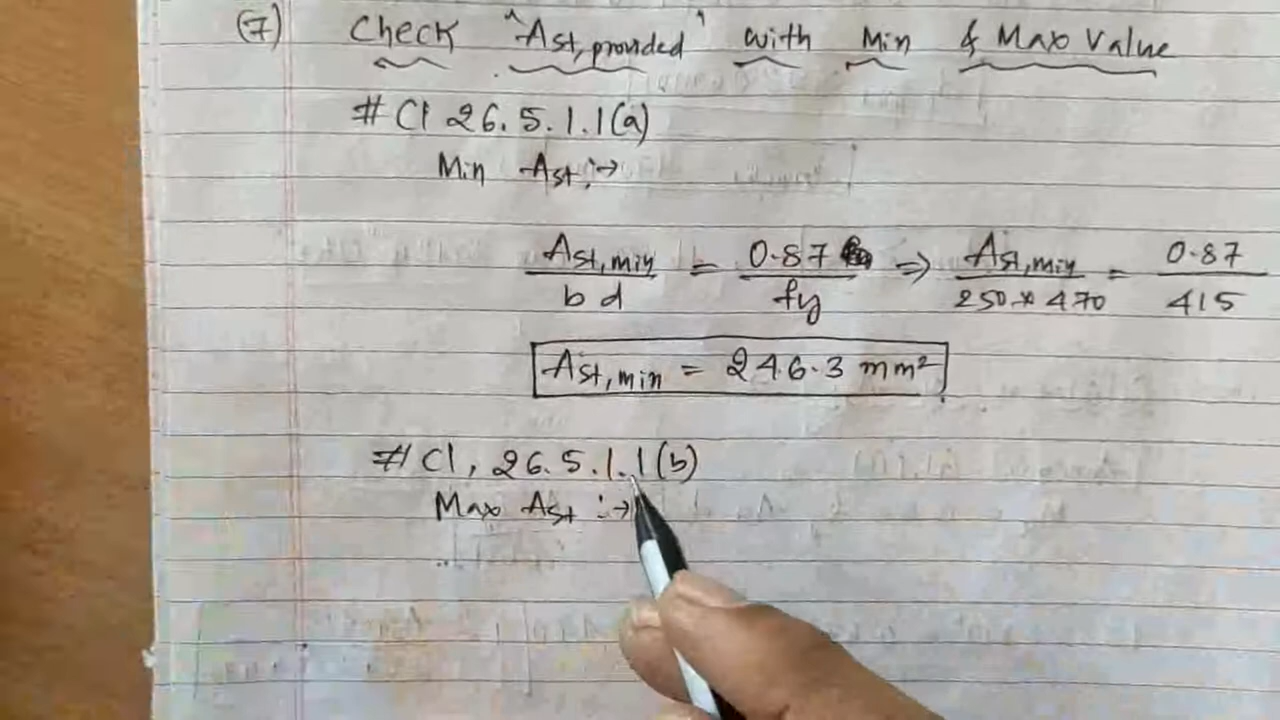 (7) Check "Ast,provided" with Min & Max Value
# Cl 26.5.1.1(a)
Min Ast :→
Ast,min / b d = 0.87 / fy ⇒ Ast,min / 250 * 470 = 0.87 / 415
Ast,min = 246.3 mm²
# Cl, 26.5.1.1(b)
Max Ast :→